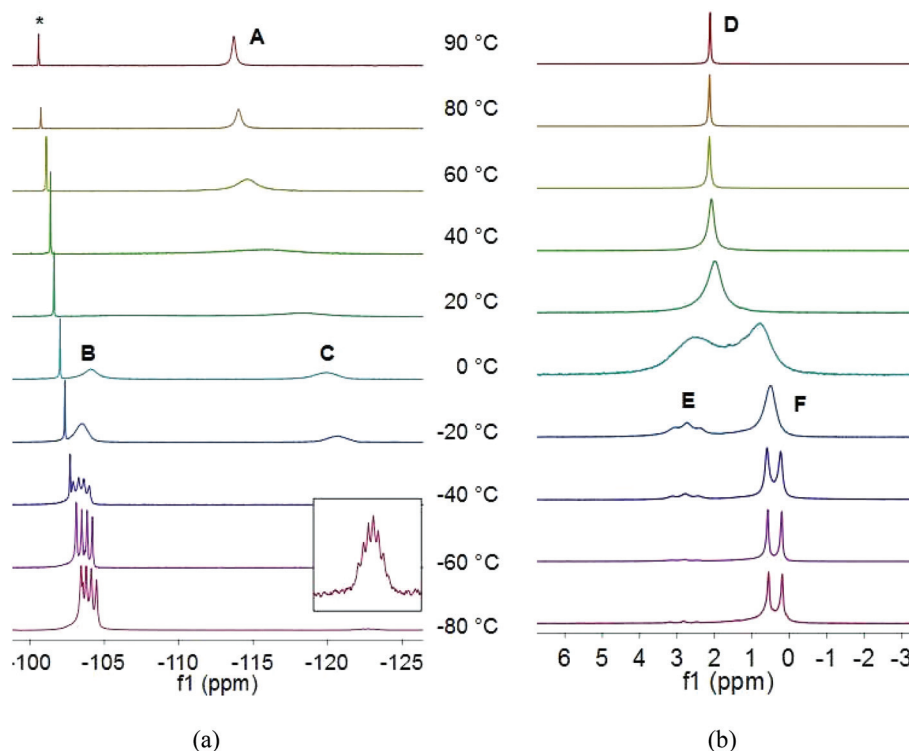 *
A
90 °C
D
80 °C
60 °C
40 °C
20 °C
B
C
0 °C
E
F
-20 °C
-40 °C
-60 °C
-80 °C
-100 -105 -110 -115 -120 -125
f1 (ppm)
6 5 4 3 2 1 0 -1 -2 -3
f1 (ppm)
(a)
(b)